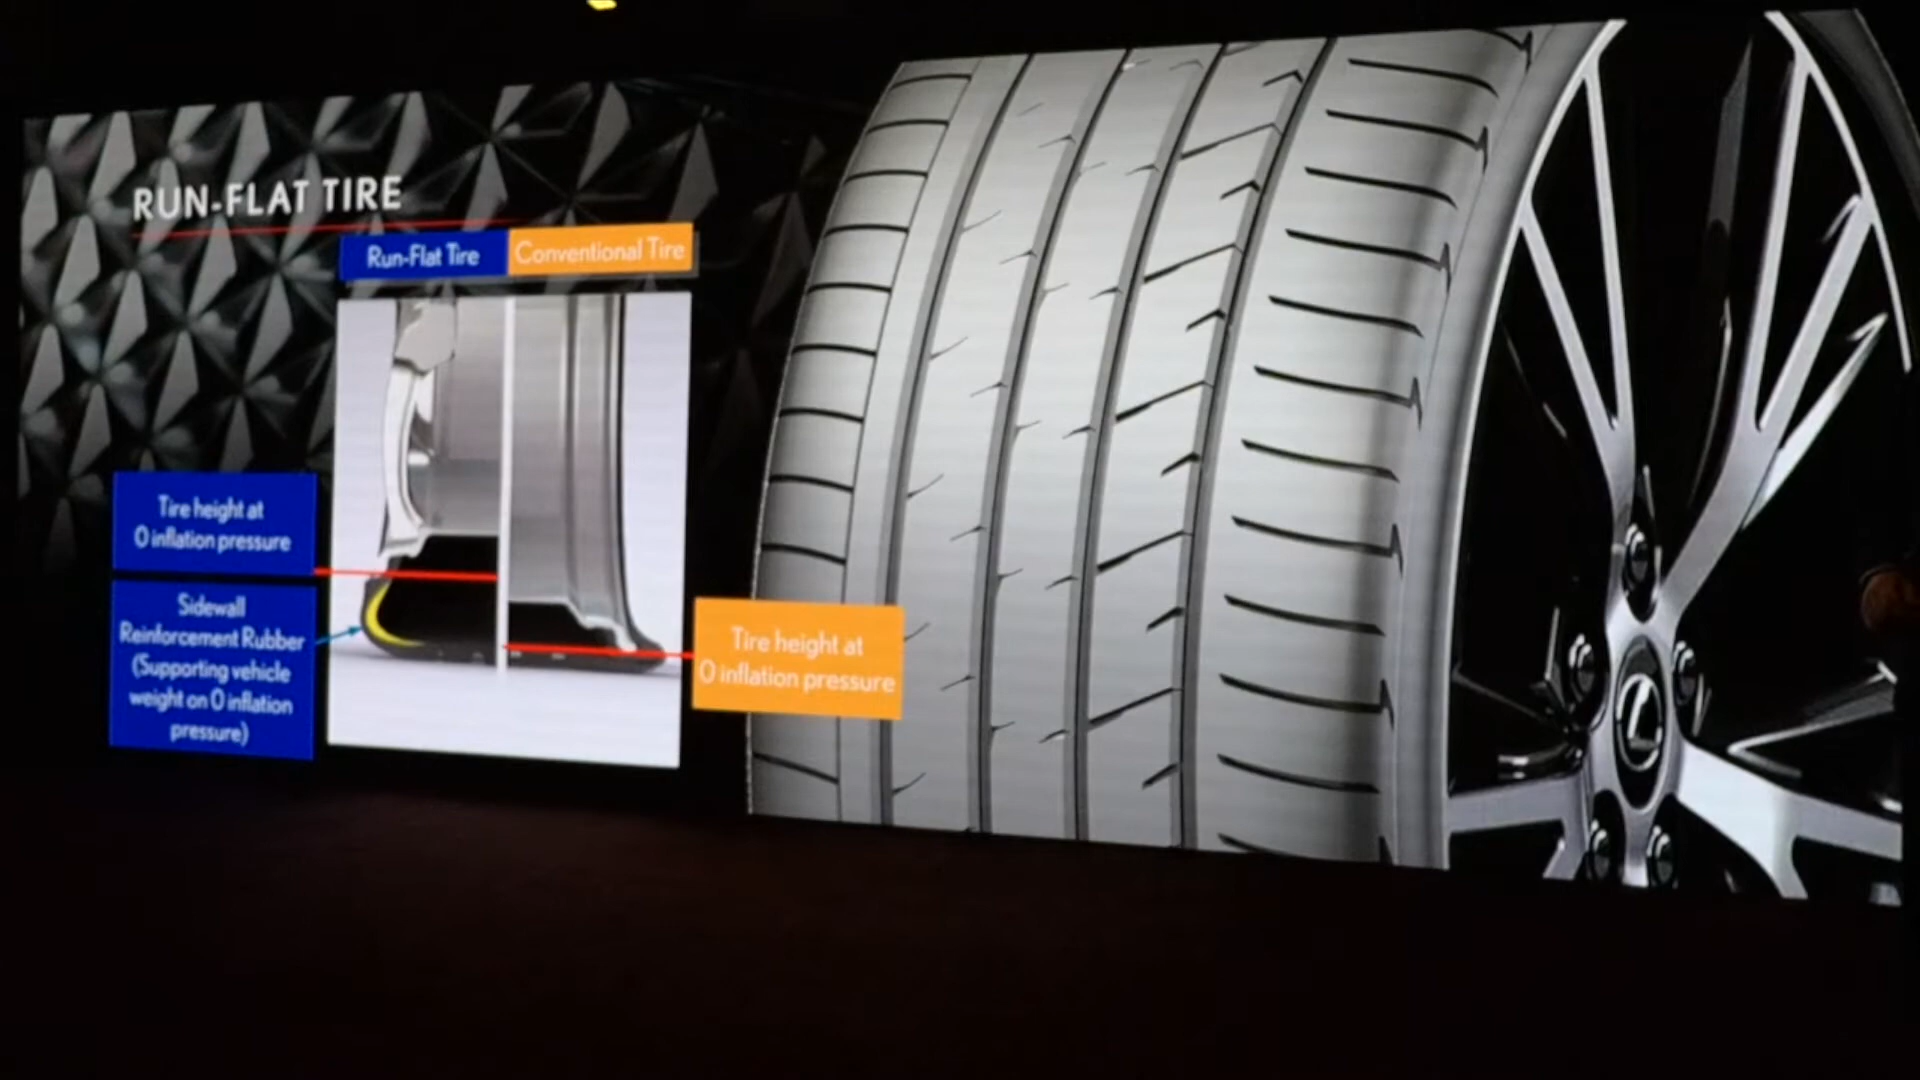 RUN-FLAT TIRE
Run-Flat Tire
Conventional Tire
Tire height at
0 inflation pressure
Sidewall
Reinforcement Rubber
(Supporting vehicle
weight on 0 inflation
pressure)
Tire height at
0 inflation pressure